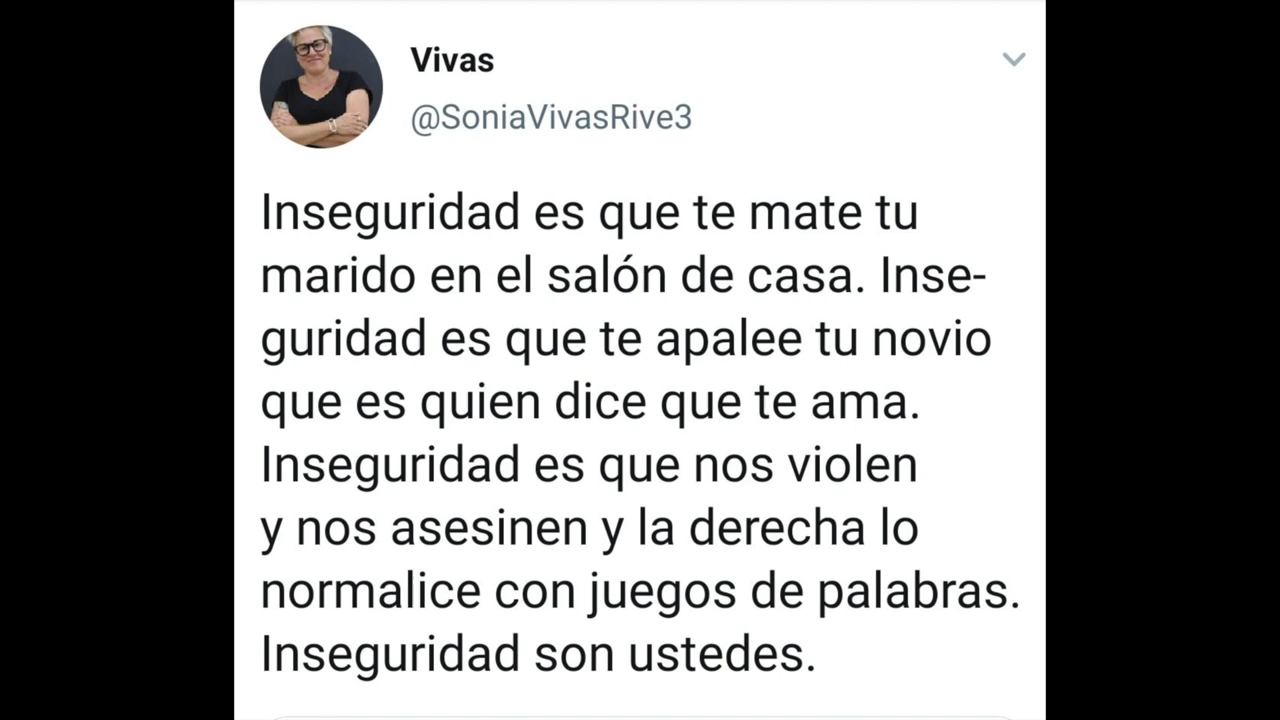 Vivas
@SoniaVivasRive3
Inseguridad es que te mate tu
marido en el salón de casa. Inse-
guridad es que te apalee tu novio
que es quien dice que te ama.
Inseguridad es que nos violen
y nos asesinen y la derecha lo
normalice con juegos de palabras.
Inseguridad son ustedes.